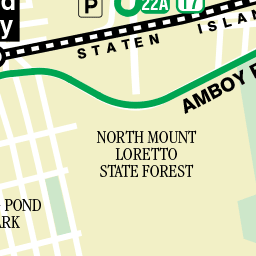 d
y
P
22A
17
STATEN ISLAN
AMBOY
NORTH MOUNT
LORETTO
STATE FOREST
POND
ARK